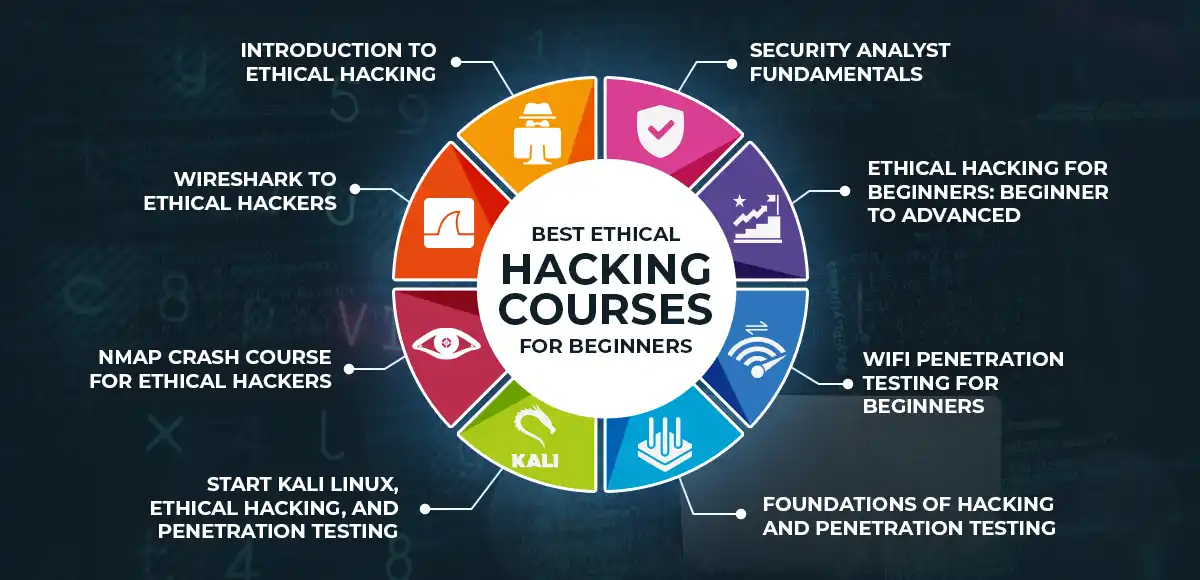 INTRODUCTION TO
ETHICAL HACKING
SECURITY ANALYST
FUNDAMENTALS
WIRESHARK TO
ETHICAL HACKERS
ETHICAL HACKING FOR
BEGINNERS: BEGINNER
TO ADVANCED
BEST ETHICAL
HACKING
COURSES
FOR BEGINNERS
NMAP CRASH COURSE
FOR ETHICAL HACKERS
WIFI PENETRATION
TESTING FOR
BEGINNERS
KALI
START KALI LINUX,
ETHICAL HACKING, AND
PENETRATION TESTING
FOUNDATIONS OF HACKING
AND PENETRATION TESTING